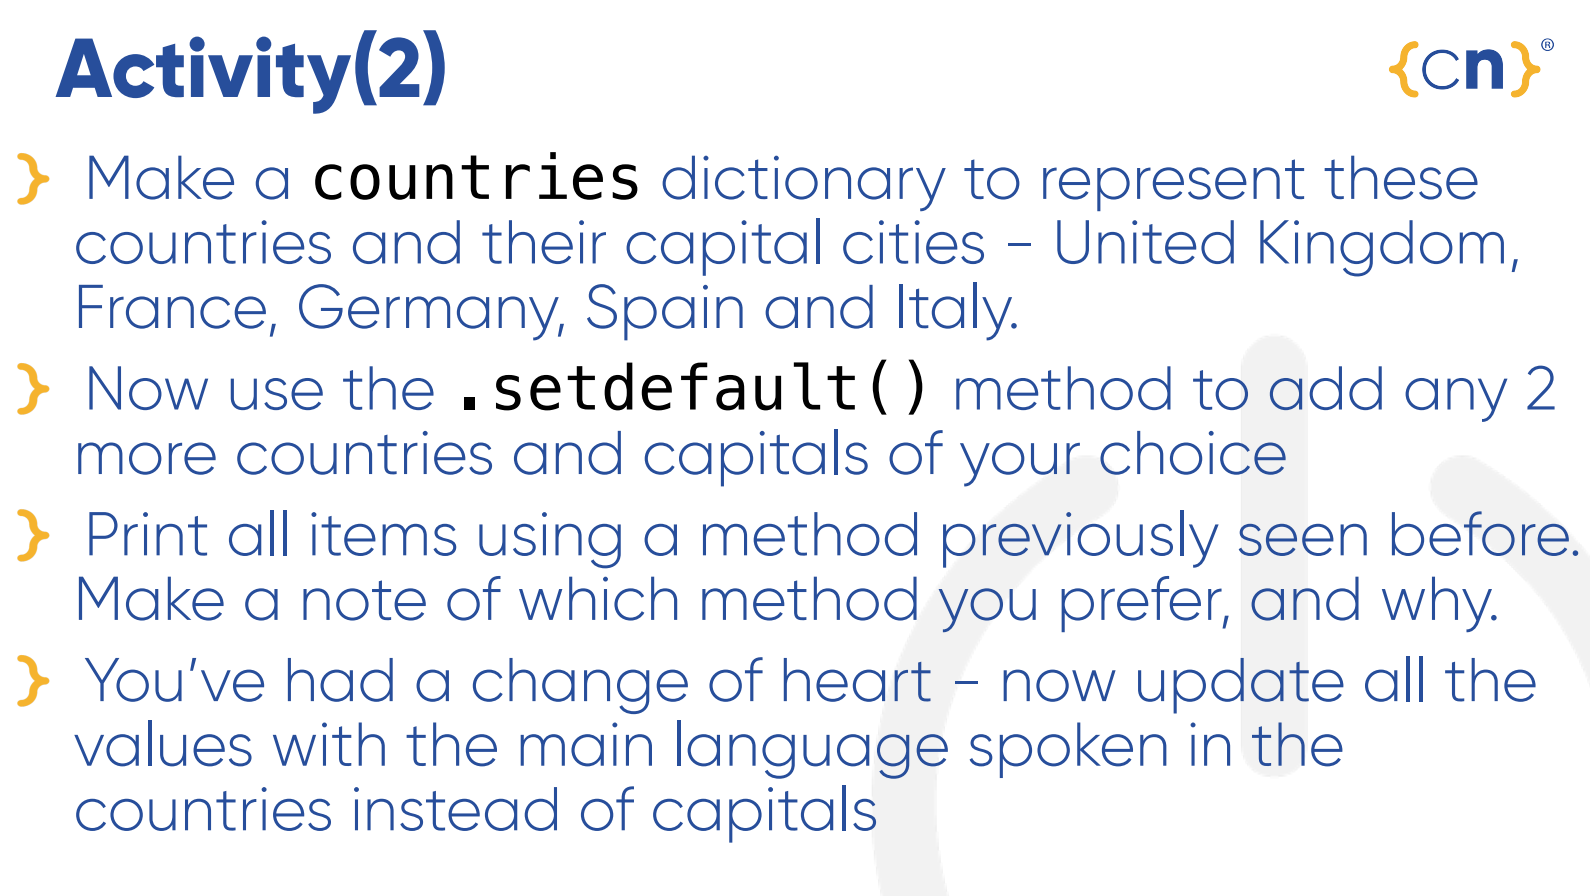 Activity(2)
{cn}®
} Make a countries dictionary to represent these
countries and their capital cities – United Kingdom,
France, Germany, Spain and Italy.
} Now use the .setdefault() method to add any 2
more countries and capitals of your choice
} Print all items using a method previously seen before.
Make a note of which method you prefer, and why.
} You’ve had a change of heart – now update all the
values with the main language spoken in the
countries instead of capitals